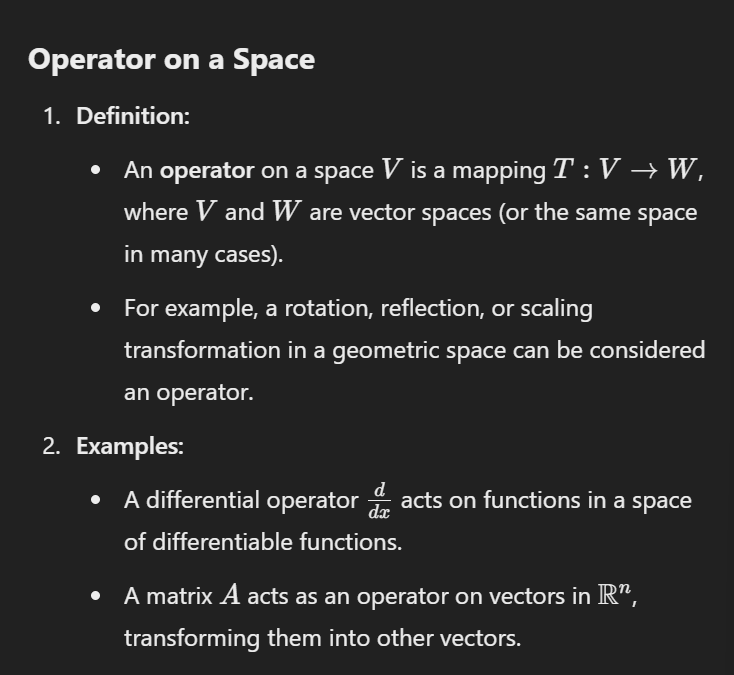 Operator on a Space
1. Definition:
• An operator on a space V is a mapping T : V → W,
where V and W are vector spaces (or the same space
in many cases).
• For example, a rotation, reflection, or scaling
transformation in a geometric space can be considered
an operator.
2. Examples:
• A differential operator d/dx acts on functions in a space
of differentiable functions.
• A matrix A acts as an operator on vectors in ℝⁿ,
transforming them into other vectors.